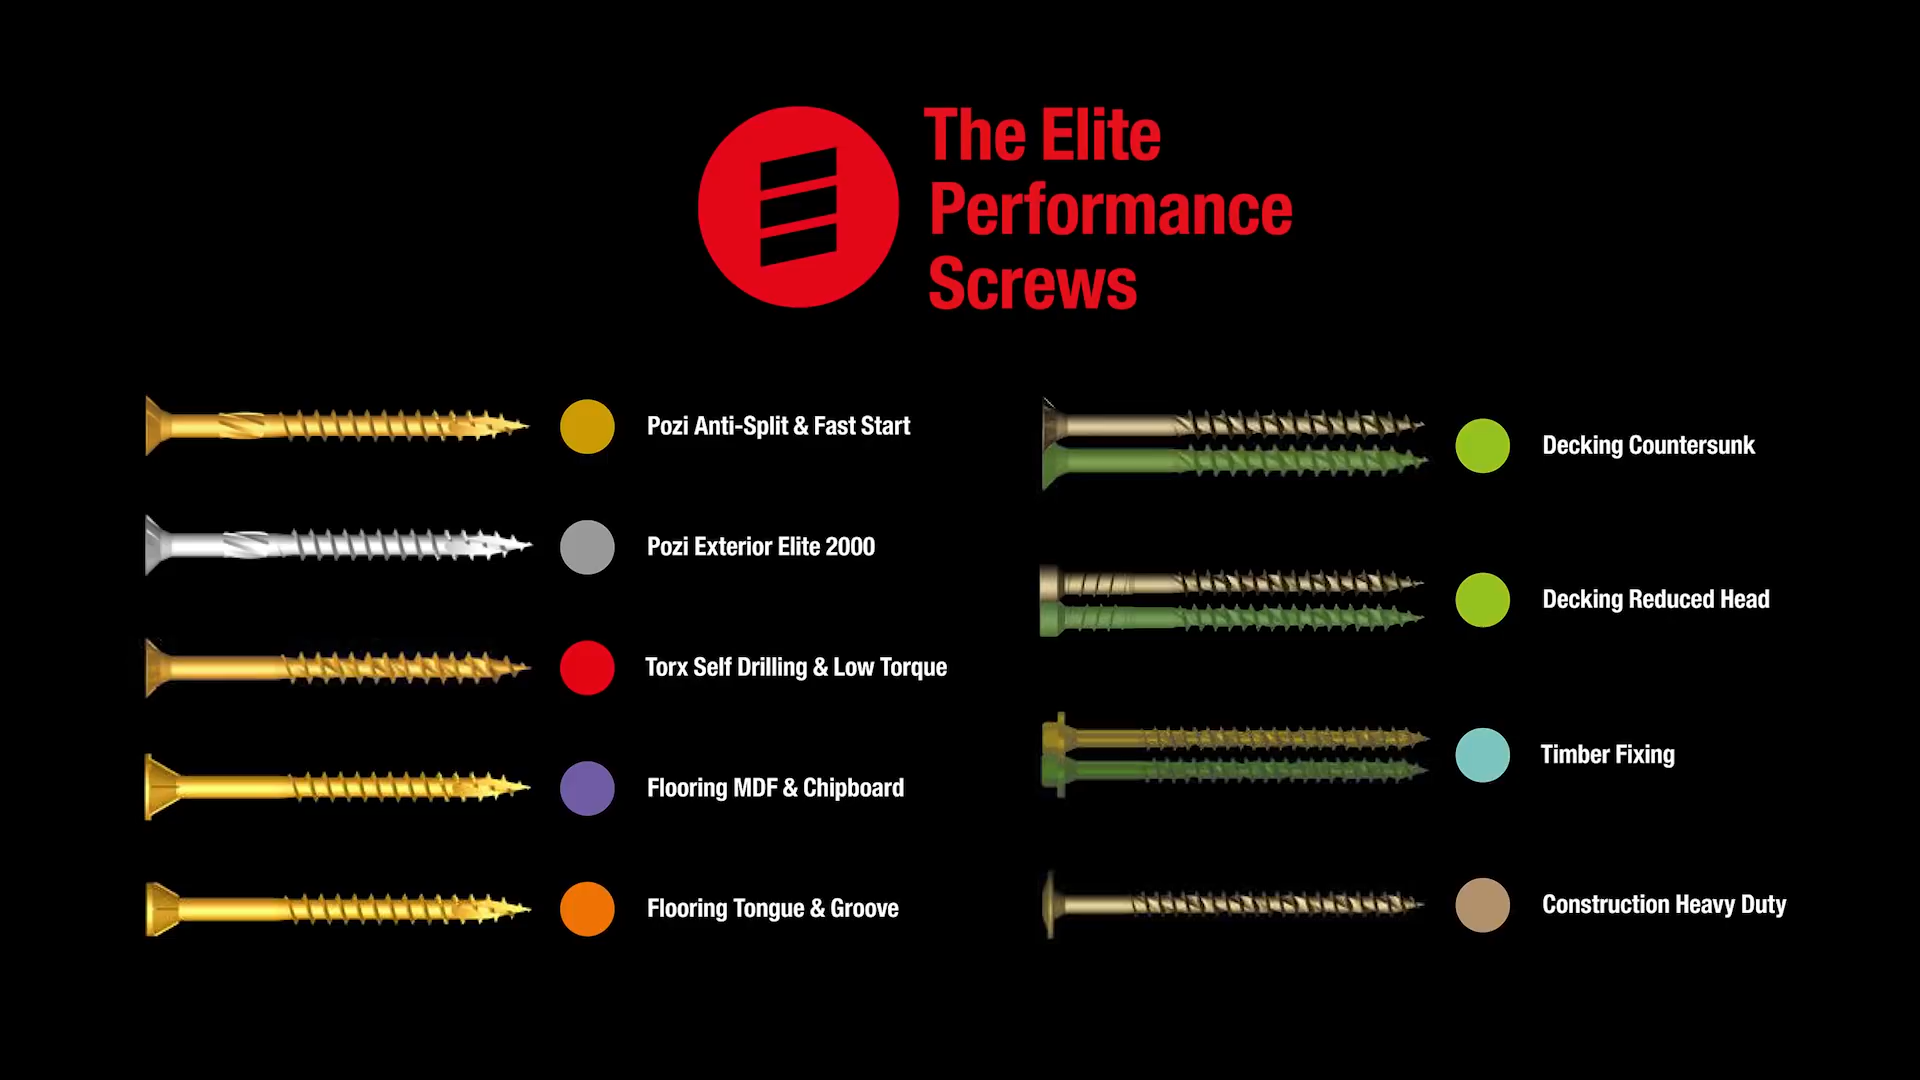 The Elite
Performance
Screws
Pozi Anti-Split & Fast Start
Pozi Exterior Elite 2000
Torx Self Drilling & Low Torque
Flooring MDF & Chipboard
Flooring Tongue & Groove
Decking Countersunk
Decking Reduced Head
Timber Fixing
Construction Heavy Duty